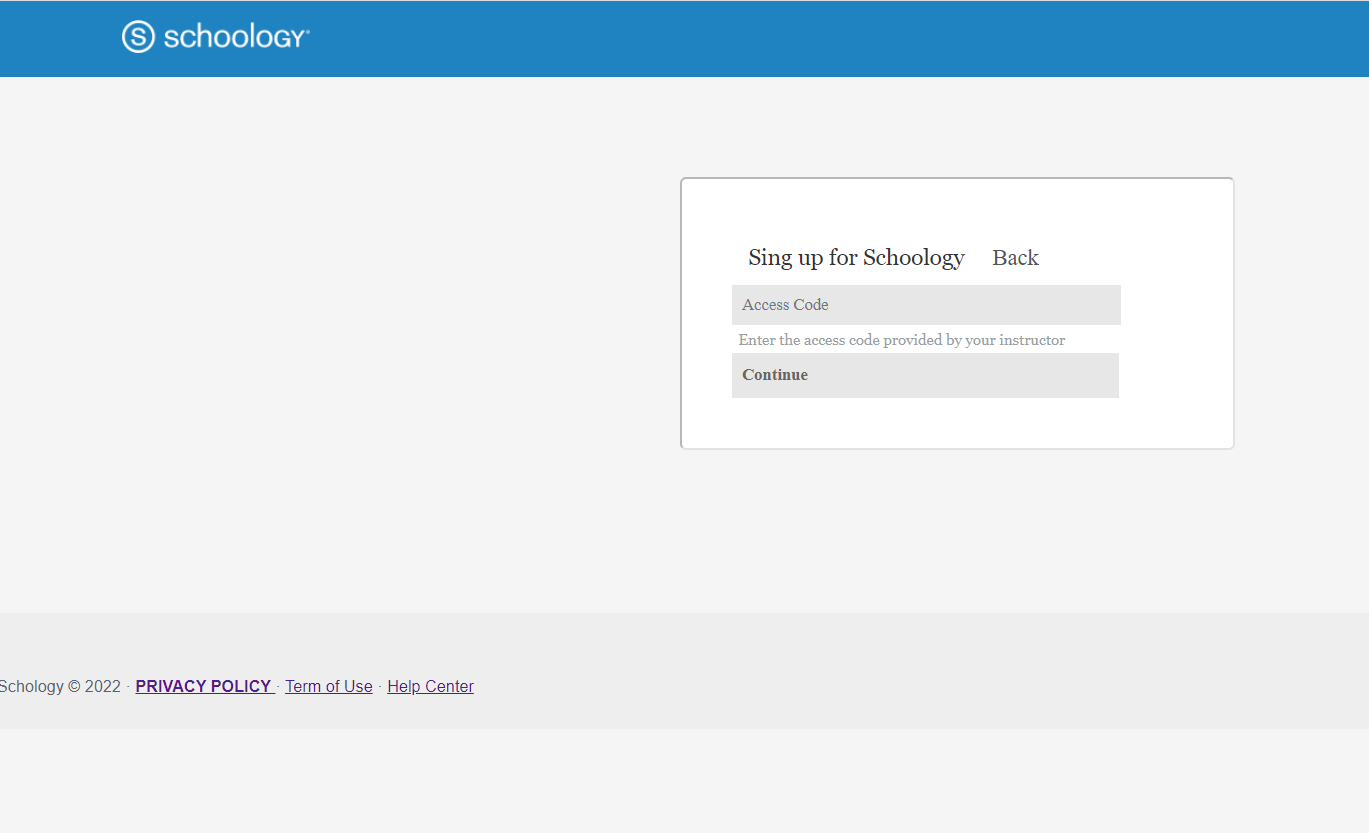 S schoology®
Sing up for Schoology Back
Access Code
Enter the access code provided by your instructor
Continue
Schology © 2022 · PRIVACY POLICY · Term of Use · Help Center